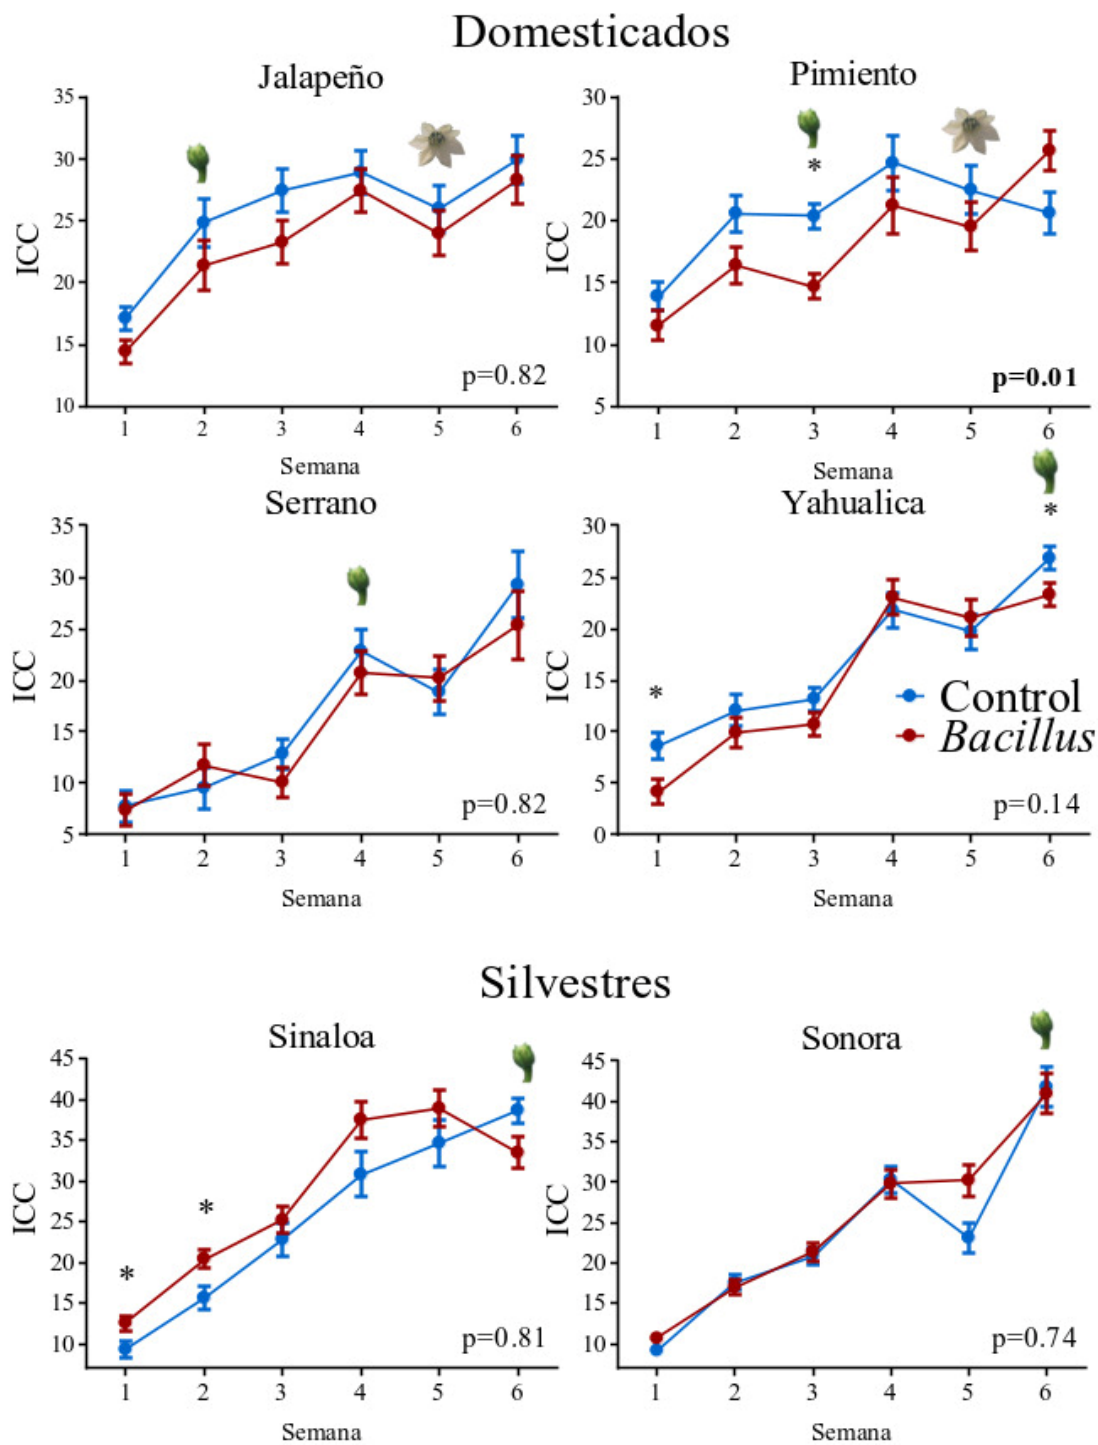 Domesticados
Jalapeño
35
30
25
20
15
10
ICC
1 2 3 4 5 6
Semana
p=0.82
Pimiento
30
25
20
15
10
5
ICC
*
1 2 3 4 5 6
Semana
p=0.01
Serrano
35
30
25
20
15
10
5
ICC
1 2 3 4 5 6
Semana
p=0.82
Yahualica
30
25
20
15
10
5
0
ICC
*
*
Control
Bacillus
p=0.14
1 2 3 4 5 6
Semana
Silvestres
Sinaloa
45
40
35
30
25
20
15
10
ICC
*
*
p=0.81
1 2 3 4 5 6
Semana
Sonora
45
40
35
30
25
20
15
10
ICC
p=0.74
1 2 3 4 5 6
Semana